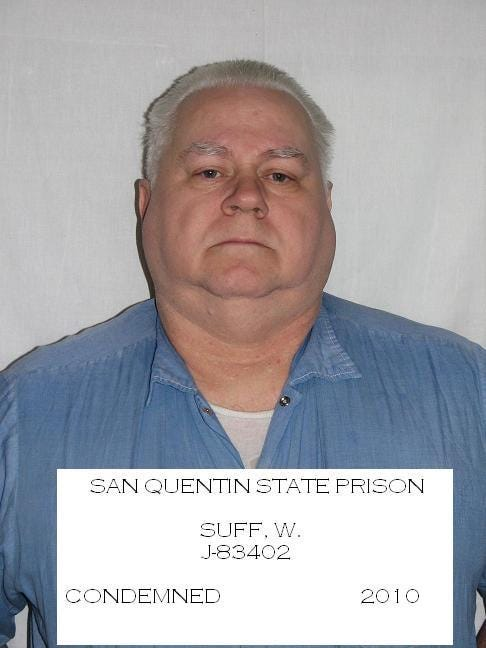 SAN QUENTIN STATE PRISON
SUFF, W.
J-83402
CONDEMNED 2010